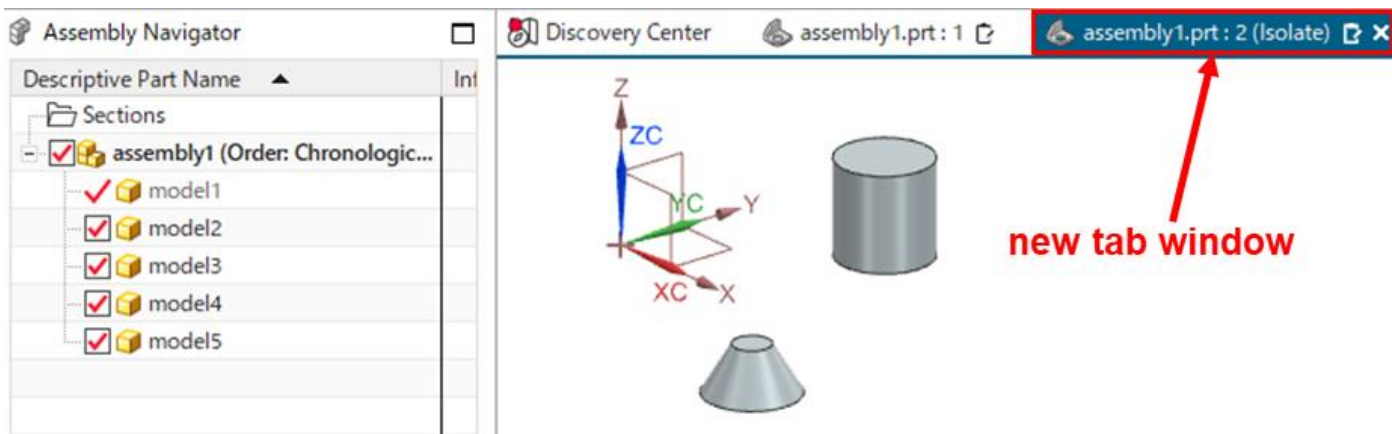 Assembly Navigator
Descriptive Part Name
Int
Sections
assembly1 (Order: Chronologic...
model1
model2
model3
model4
model5
Discovery Center
assembly1.prt : 1
assembly1.prt : 2 (Isolate)
Z
ZC
YC
Y
XC
X
new tab window